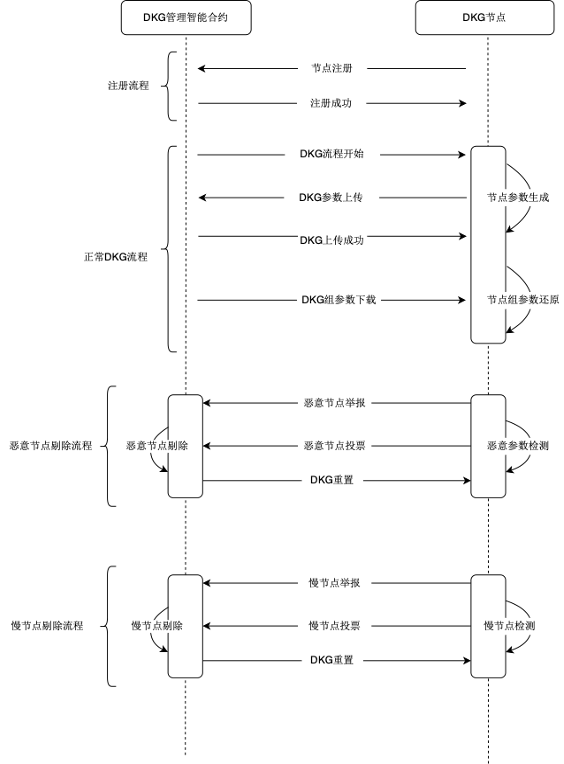 DKG管理智能合约
DKG节点
节点注册
注册流程
注册成功
DKG流程开始
DKG参数上传
节点参数生成
DKG上传成功
正常DKG流程
DKG组参数下载
节点组参数还原
恶意节点举报
恶意节点剔除流程
恶意节点剔除
恶意节点投票
恶意参数检测
DKG重置
慢节点举报
慢节点剔除流程
慢节点剔除
慢节点投票
慢节点检测
DKG重置